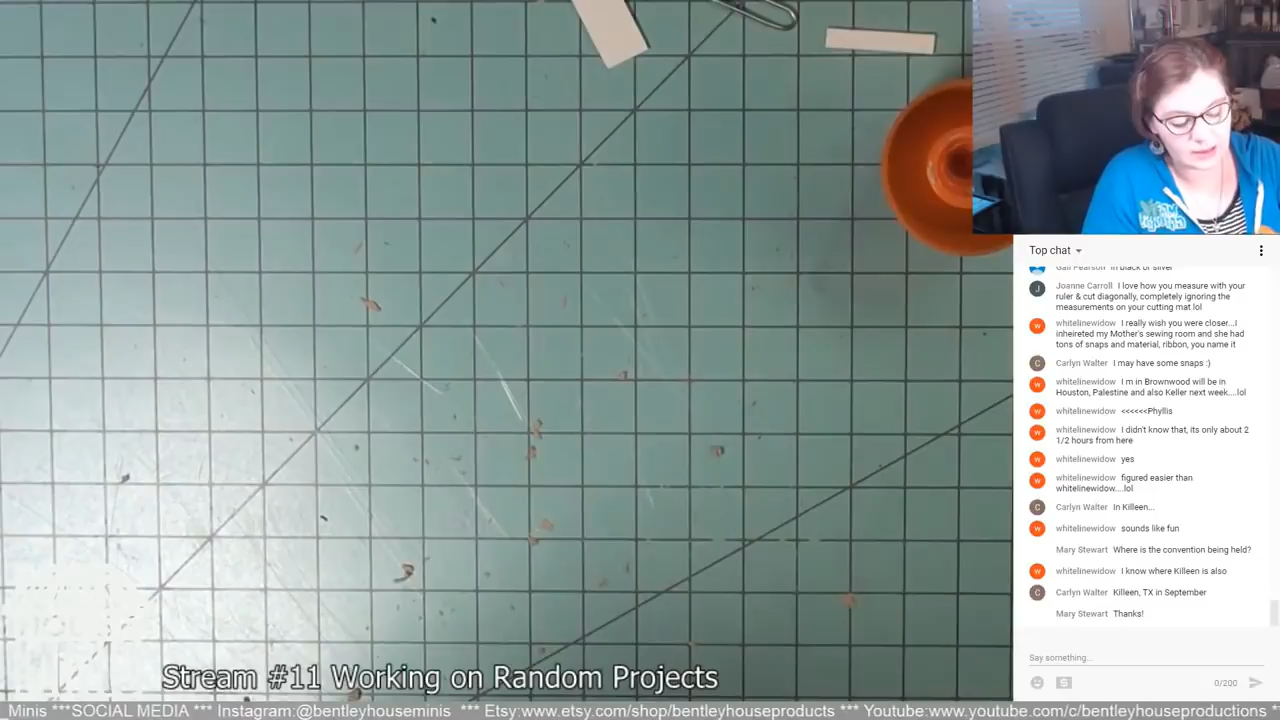 Top chat
Joanne Carroll I love how you measure with your
ruler & cut diagonally, completely ignoring the
measurements on your cutting mat lol
whitelinewidow I really wish you were closer...I
inheireted my Mother's sewing room and she had
tons of snaps and material, ribbon, you name it
Carlyn Walter I may have some snaps :)
whitelinewidow I m in Brownwood will be in
Houston, Palestine and also Keller next week....lol
whitelinewidow <<<<<<Phyllis
whitelinewidow I didn't know that, its only about 2
1/2 hours from here
whitelinewidow yes
whitelinewidow figured easier than
whitelinewidow....lol
Carlyn Walter In Killeen...
whitelinewidow sounds like fun
Mary Stewart Where is the convention being held?
whitelinewidow I know where Killeen is also
Carlyn Walter Killeen, TX in September
Mary Stewart Thanks!
Say something...
0/200
Stream #11 Working on Random Projects
Minis ***SOCIAL MEDIA *** Instagram:@bentleyhouseminis *** Etsy:www.etsy.com/shop/bentleyhouseproductions *** Youtube:www.youtube.com/c/bentleyhouseproductions